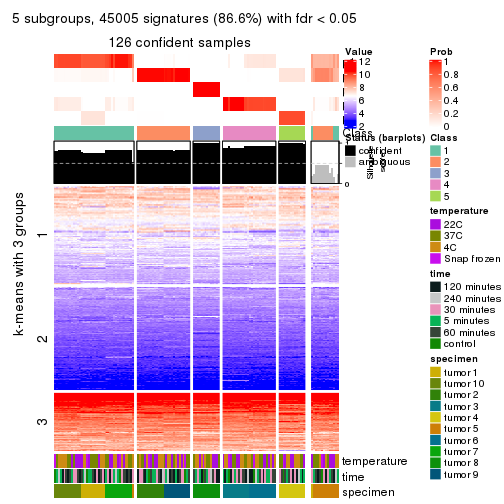 5 subgroups, 45005 signatures (86.6%) with fdr < 0.05
126 confident samples
k-means with 3 groups
1
2
3
Value
12
10
8
6
4
2
Prob
1
0.8
0.6
0.4
0.2
0
Class
Status (barplots)
confident
ambiguous
0
Class
1
2
3
4
5
temperature
22C
37C
4C
Snap frozen
time
120 minutes
240 minutes
30 minutes
5 minutes
60 minutes
control
specimen
tumor 1
tumor 10
tumor 2
tumor 3
tumor 4
tumor 5
tumor 6
tumor 7
tumor 8
tumor 9
temperature
time
specimen